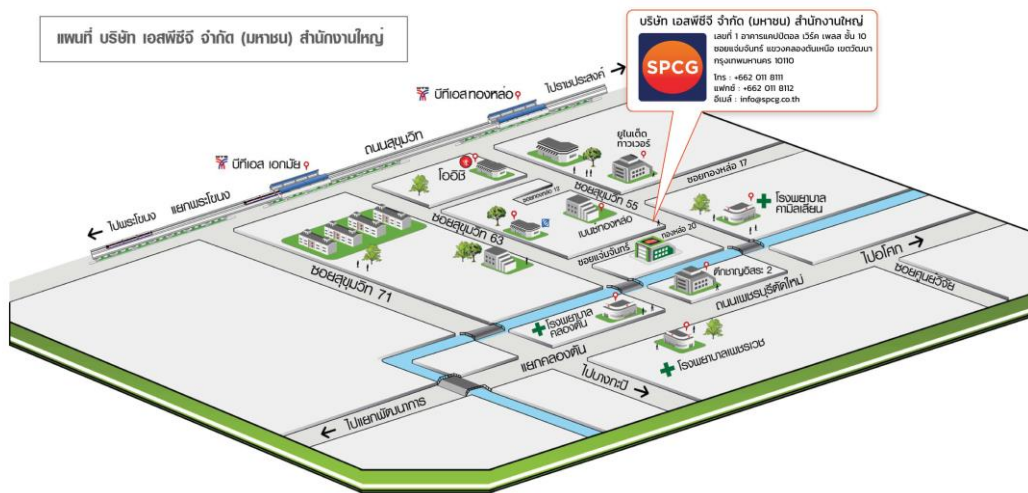 แผนที่ บริษัท เอสพีซีจี จำกัด (มหาชน) สำนักงานใหญ่
บริษัท เอสพีซีจี จำกัด (มหาชน) สำนักงานใหญ่
SPCG
เลขที่ 1 อาคารแคปปิตอล เวิร์ค เพลส ชั้น 10
ซอยแจ่มจันทร์ แขวงคลองตันเหนือ เขตวัฒนา
กรุงเทพมหานคร 10110
โทร : +662 011 8111
แฟกซ์ : +662 011 8112
อีเมล์ : info@spcg.co.th
ไปราชประสงค์
บีทีเอส ทองหล่อ
ถนนสุขุมวิท
บีทีเอส เอกมัย
แยกพระโขนง
ไปพระโขนง
ยูไนเต็ด
ทาวเวอร์
โออิชิ
ซอยสุขุมวิท 55
ซอยทองหล่อ 17
โรงพยาบาล
คามิลเลียน
เบนซทองหล่อ
ซอยสุขุมวิท 63
ทองหล่อ 20
ซอยแจ่มจันทร์
ไปอโศก
ซอยศูนย์วิจัย
ตึกชาญอิสระ 2
ซอยสุขุมวิท 71
ถนนเพชรบุรีตัดใหม่
โรงพยาบาล
คลองตัน
โรงพยาบาลเพชรเวช
แยกคลองตัน
ไปบางกะปิ
ไปแยกพัฒนาการ